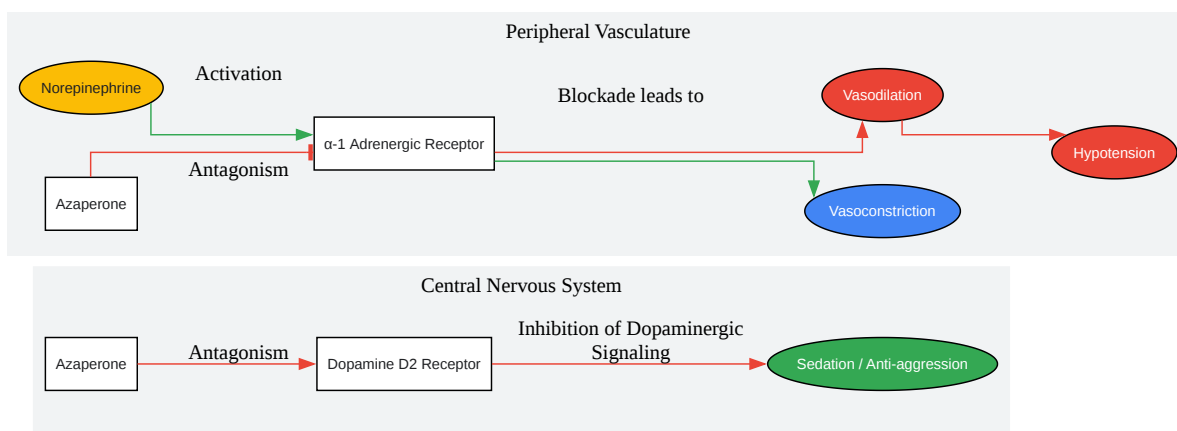 Peripheral Vasculature
Norepinephrine
Activation
Blockade leads to
Vasodilation
α-1 Adrenergic Receptor
Hypotension
Antagonism
Azaperone
Vasoconstriction
Central Nervous System
Azaperone
Antagonism
Dopamine D2 Receptor
Inhibition of Dopaminergic
Signaling
Sedation / Anti-aggression